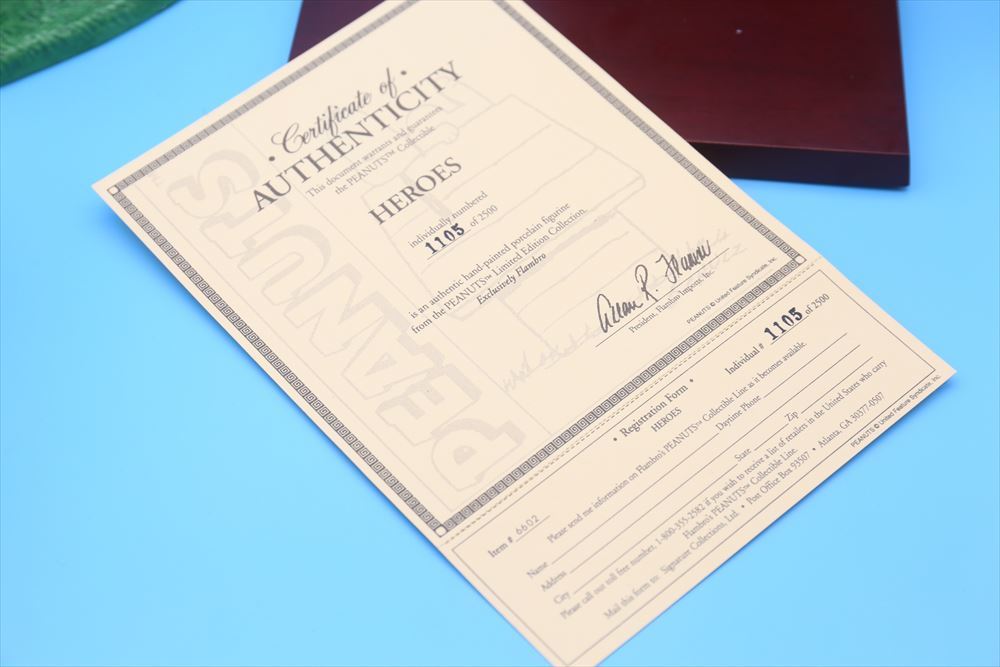 Certificate of
AUTHENTICITY
This document warrants and guarantees
the PEANUTS™ Collectible
HEROES
individually numbered
1105 of 2500
is an authentic hand-painted porcelain figurine
from the PEANUTS™ Limited Edition Collection.
Exclusively Flambro
President, Flambro Imports, Inc.
PEANUTS © United Feature Syndicate, Inc.
PEANUTS
• Registration Form •
HEROES
Individual # 1105 of 2500
Item # 6602
Please send me information on Flambro's PEANUTS™ Collectible Line as it becomes available.
Name Daytime Phone
Address
City State Zip
Please call our toll free number, 1-800-355-2582 if you wish to receive a list of retailers in the United States who carry
Flambro's PEANUTS™ Collectible Line.
Mail this form to: Signature Collections, Ltd. • Post Office Box 93507 • Atlanta, GA 30377-0507
PEANUTS © United Feature Syndicate, Inc.